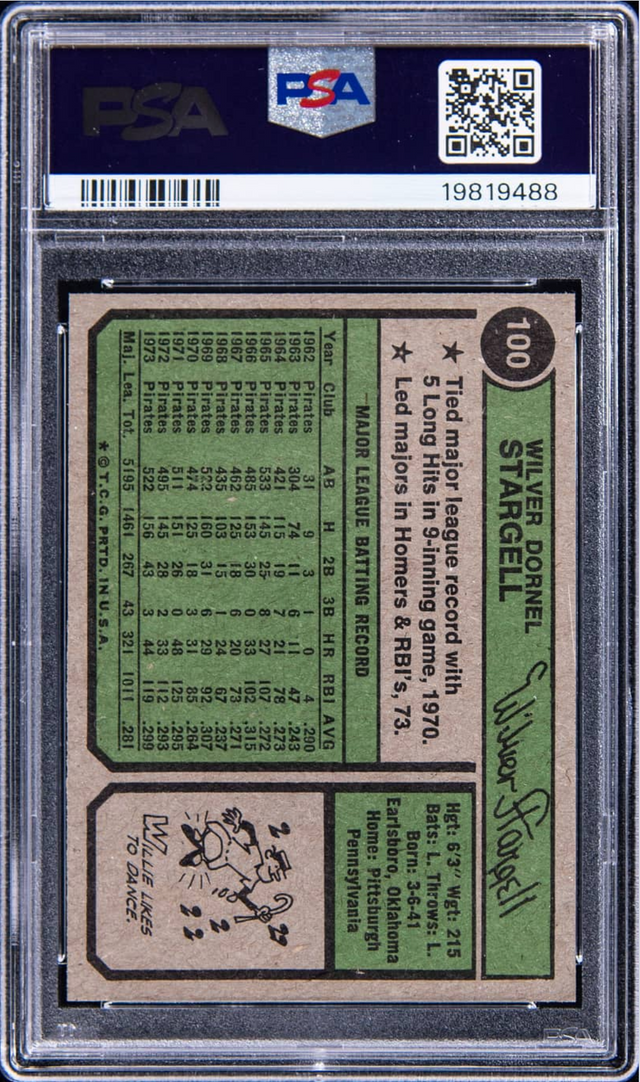 PSA
PSA
19819488
100
WILVER DORNEL
STARGELL
Wilver Stargell
★ Tied major league record with
5 Long Hits in 9-inning game, 1970.
★ Led majors in Homers & RBI's, 73.
MAJOR LEAGUE BATTING RECORD
Year Club AB H 2B 3B HR RBI AVG
1962 Pirates 31 9 3 1 0 4 .290
1963 Pirates 304 74 11 6 11 47 .243
1964 Pirates 421 115 19 7 21 78 .273
1965 Pirates 533 145 25 8 27 107 .272
1966 Pirates 485 153 30 0 33 102 .315
1967 Pirates 462 125 18 6 20 73 .271
1968 Pirates 435 103 15 1 24 67 .237
1969 Pirates 522 160 31 6 29 92 .307
1970 Pirates 474 125 18 3 31 85 .264
1971 Pirates 511 151 26 0 48 125 .295
1972 Pirates 495 145 28 2 33 112 .293
1973 Pirates 522 156 43 3 44 119 .299
Maj. Lea. Tot. 5195 1461 267 43 321 1011 .281
* © T.C.G. PRTD. IN U.S.A.
Hgt: 6'3" Wgt: 215
Bats: L. Throws: L.
Born: 3-6-41
Earlsboro, Oklahoma
Home: Pittsburgh
Pennsylvania
WILLIE LIKES
TO DANCE.
PSA